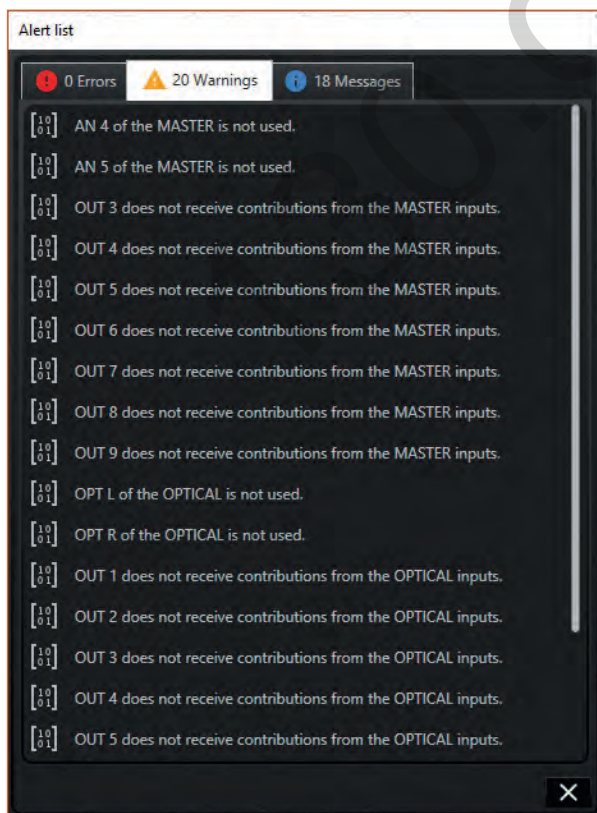 Alert list
0 Errors
20 Warnings
18 Messages
AN 4 of the MASTER is not used.
AN 5 of the MASTER is not used.
OUT 3 does not receive contributions from the MASTER inputs.
OUT 4 does not receive contributions from the MASTER inputs.
OUT 5 does not receive contributions from the MASTER inputs.
OUT 6 does not receive contributions from the MASTER inputs.
OUT 7 does not receive contributions from the MASTER inputs.
OUT 8 does not receive contributions from the MASTER inputs.
OUT 9 does not receive contributions from the MASTER inputs.
OPT L of the OPTICAL is not used.
OPT R of the OPTICAL is not used.
OUT 1 does not receive contributions from the OPTICAL inputs.
OUT 2 does not receive contributions from the OPTICAL inputs.
OUT 3 does not receive contributions from the OPTICAL inputs.
OUT 4 does not receive contributions from the OPTICAL inputs.
OUT 5 does not receive contributions from the OPTICAL inputs.